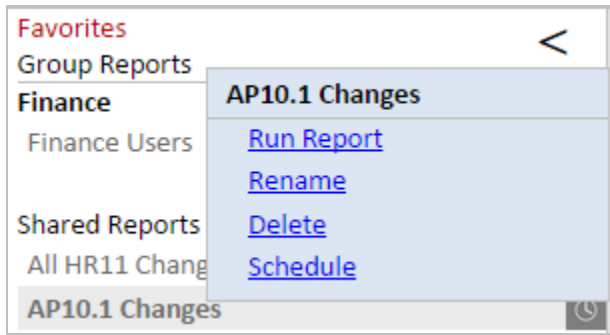 Favorites
<
Group Reports
Finance
Finance Users
Shared Reports
All HR11 Chang
AP10.1 Changes
AP10.1 Changes
Run Report
Rename
Delete
Schedule